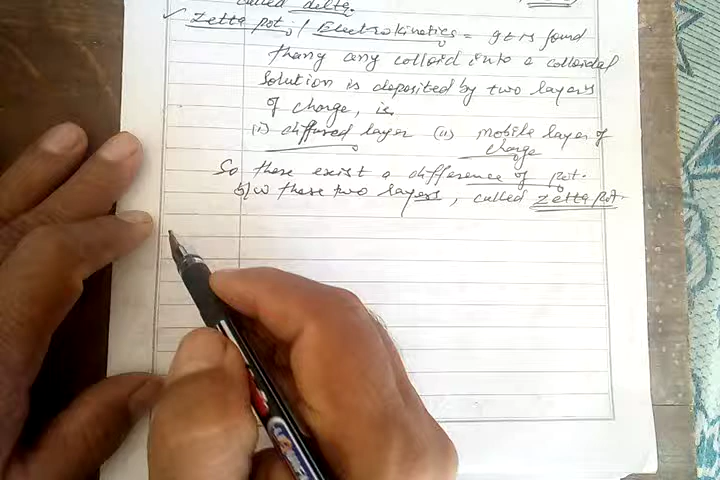 called delta.
✓ Zetta pot. / Electrokinetics = It is found
thany any colloid into a colloidal
solution is deposited by two layers
of charge, is.
(i) diffused layer (ii) mobile layer of
charge
So there exist a difference of pot.
b/w these two layers, called zetta pot.